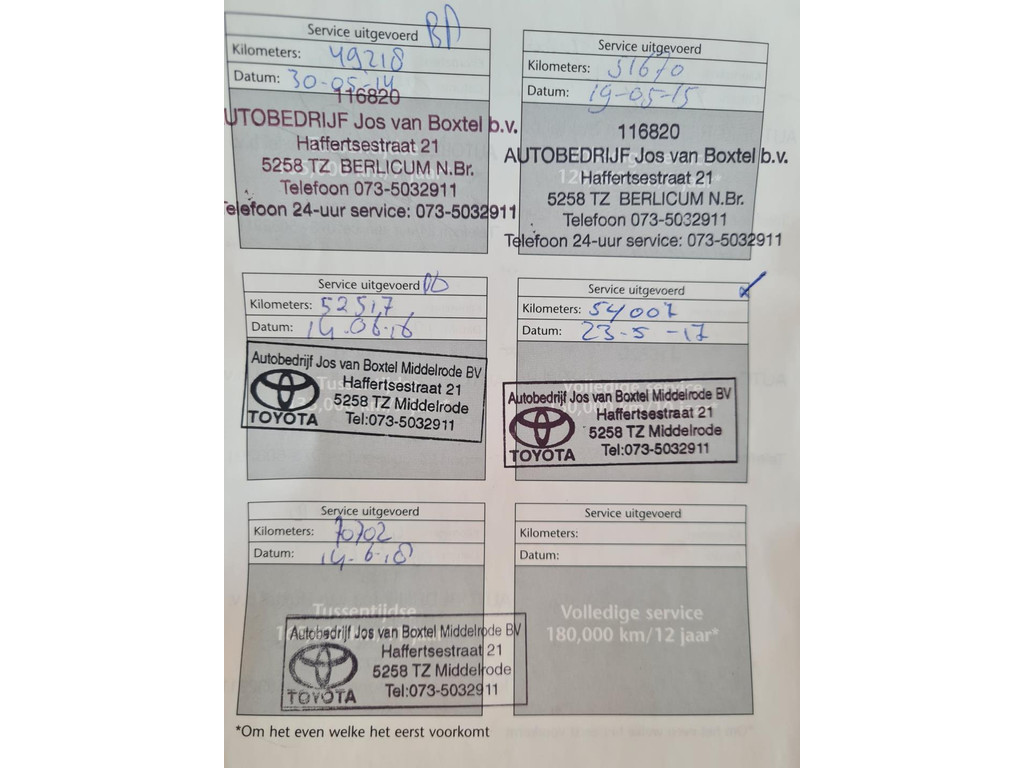 Service uitgevoerd
Kilometers: 49218
Datum: 30-05-14
116820
AUTOBEDRIJF Jos van Boxtel b.v.
Haffertsestraat 21
5258 TZ BERLICUM N.Br.
Telefoon 073-5032911
Telefoon 24-uur service: 073-5032911
Service uitgevoerd
Kilometers: 51670
Datum: 19-05-15
116820
AUTOBEDRIJF Jos van Boxtel b.v.
Haffertsestraat 21
5258 TZ BERLICUM N.Br.
Telefoon 073-5032911
Telefoon 24-uur service: 073-5032911
Service uitgevoerd
Kilometers: 52517
Datum: 14-06-16
Autobedrijf Jos van Boxtel Middelrode BV
Haffertsestraat 21
5258 TZ Middelrode
Tel:073-5032911
TOYOTA
Tussentijdse
Service uitgevoerd
Kilometers: 54007
Datum: 23-5-17
Volledige service
Autobedrijf Jos van Boxtel Middelrode BV
Haffertsestraat 21
5258 TZ Middelrode
Tel:073-5032911
TOYOTA
Service uitgevoerd
Kilometers: 70702
Datum: 14-6-18
Tussentijdse
Autobedrijf Jos van Boxtel Middelrode BV
Haffertsestraat 21
5258 TZ Middelrode
Tel:073-5032911
TOYOTA
Service uitgevoerd
Kilometers:
Datum:
Volledige service
180,000 km/12 jaar*
*Om het even welke het eerst voorkomt